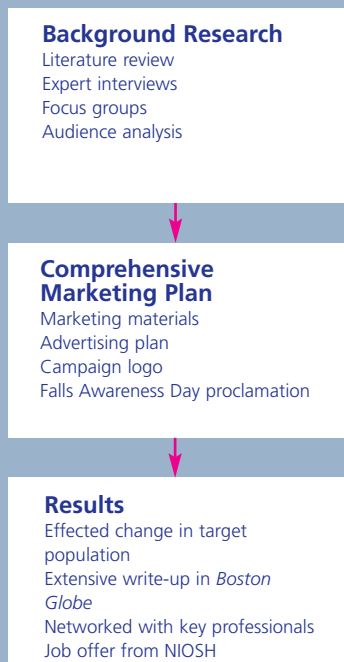 Background Research
Literature review
Expert interviews
Focus groups
Audience analysis
Comprehensive
Marketing Plan
Marketing materials
Advertising plan
Campaign logo
Falls Awareness Day proclamation
Results
Effected change in target
population
Extensive write-up in Boston
Globe
Networked with key professionals
Job offer from NIOSH